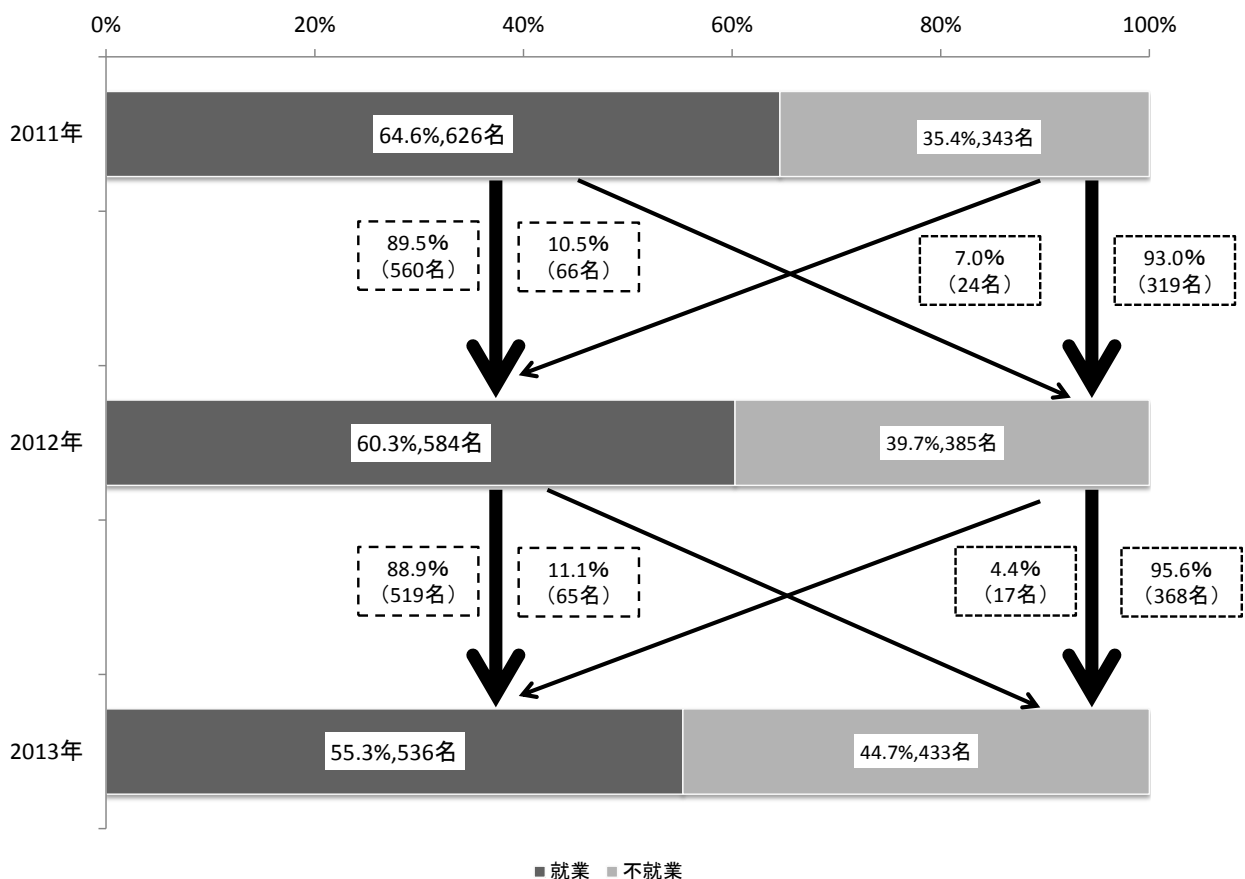 0% 20% 40% 60% 80% 100%
2011年
64.6%,626名
35.4%,343名
89.5%
（560名）
10.5%
（66名）
7.0%
（24名）
93.0%
（319名）
2012年
60.3%,584名
39.7%,385名
88.9%
（519名）
11.1%
（65名）
4.4%
（17名）
95.6%
（368名）
2013年
55.3%,536名
44.7%,433名
就業 不就業